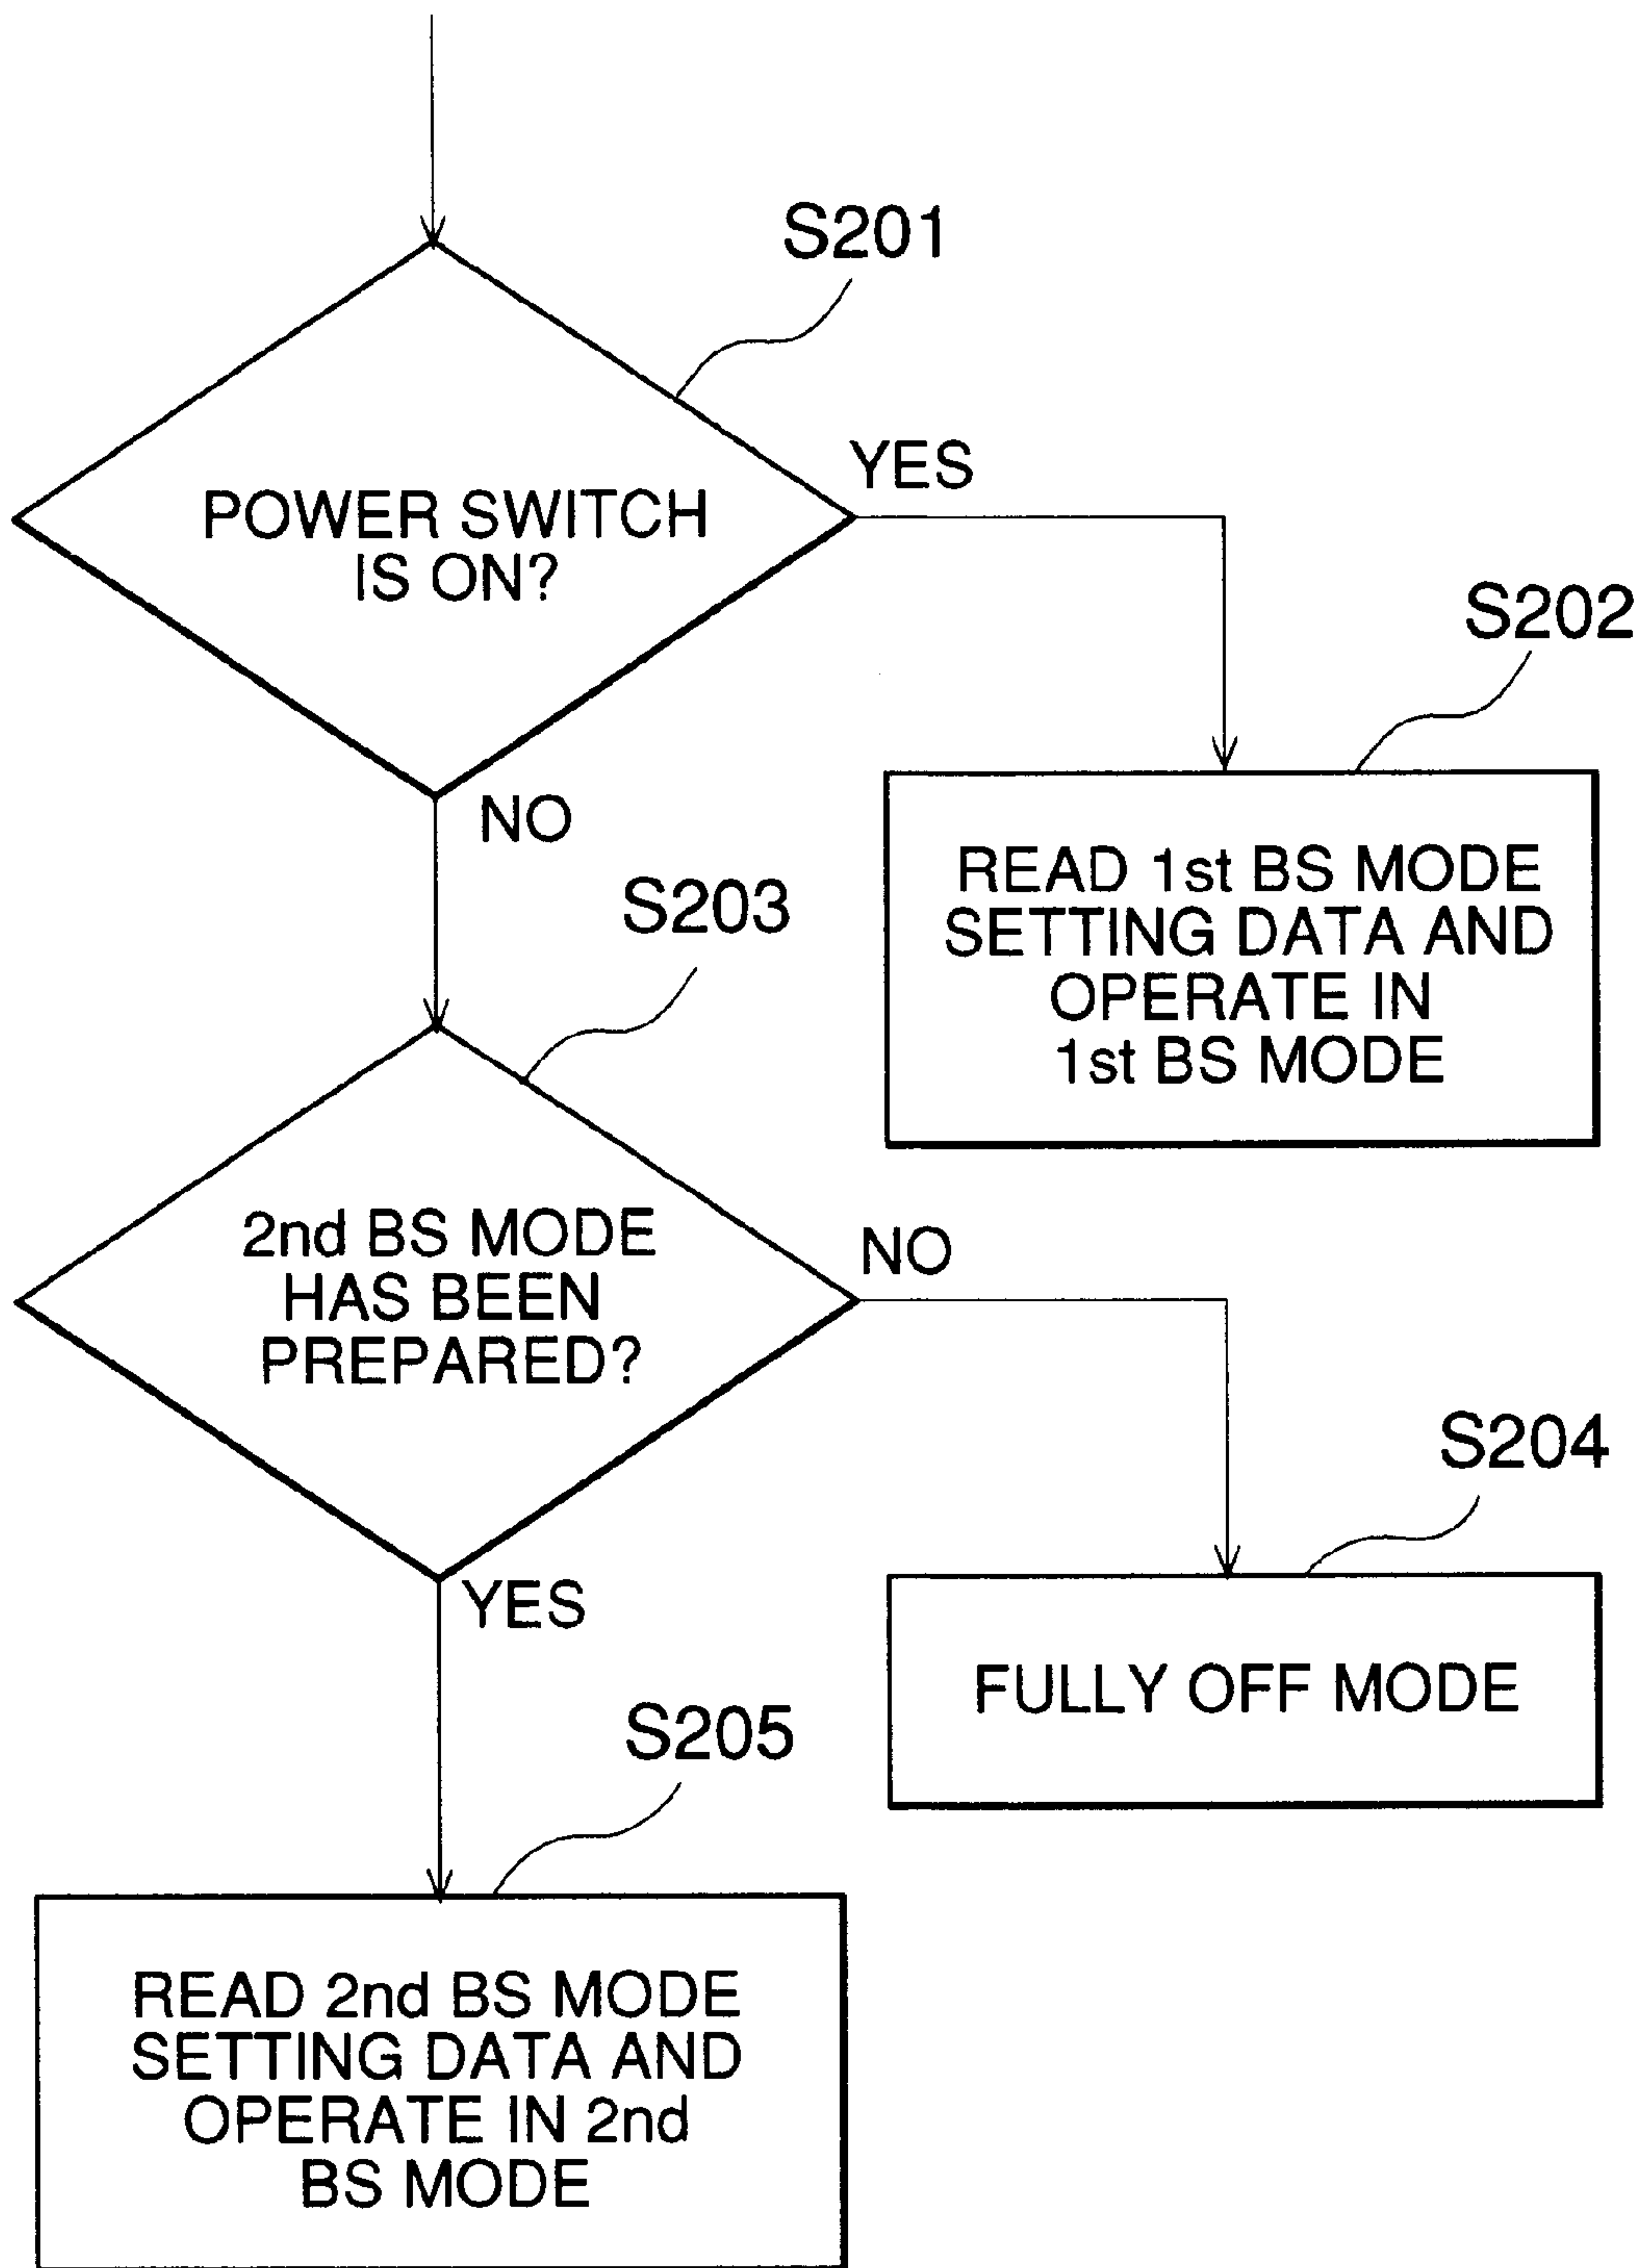 S201
POWER SWITCH
IS ON?
YES
NO
S202
READ 1st BS MODE
SETTING DATA AND
OPERATE IN
1st BS MODE
S203
2nd BS MODE
HAS BEEN
PREPARED?
NO
YES
S204
FULLY OFF MODE
S205
READ 2nd BS MODE
SETTING DATA AND
OPERATE IN 2nd
BS MODE